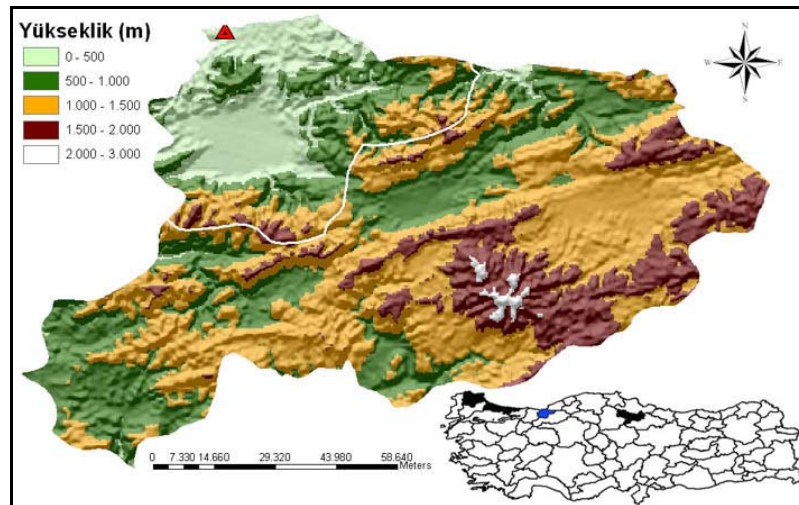 Yükseklik (m)
0 - 500
500 - 1.000
1.000 - 1.500
1.500 - 2.000
2.000 - 3.000
N
W E
S
0 7.330 14.660 29.320 43.980 58.640
Meters